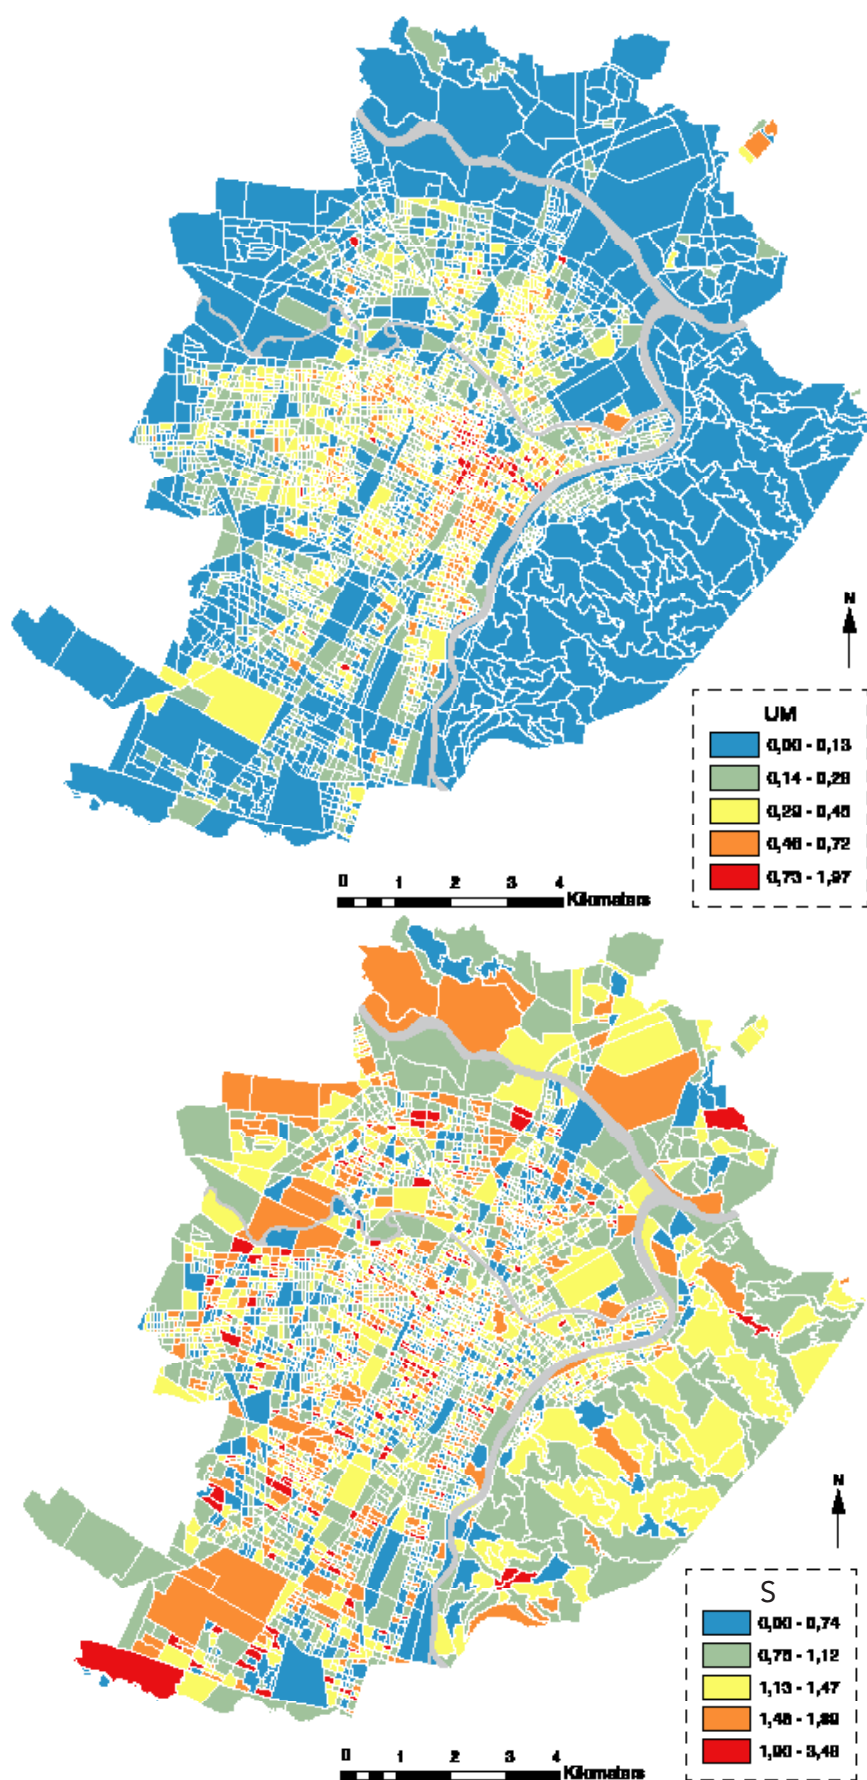 N
UM
0,00 - 0,13
0,14 - 0,28
0,29 - 0,45
0,46 - 0,72
0,73 - 1,97
0 1 2 3 4
Kilometers
N
S
0,00 - 0,74
0,75 - 1,12
1,13 - 1,47
1,48 - 1,89
1,90 - 3,48
0 1 2 3 4
Kilometers